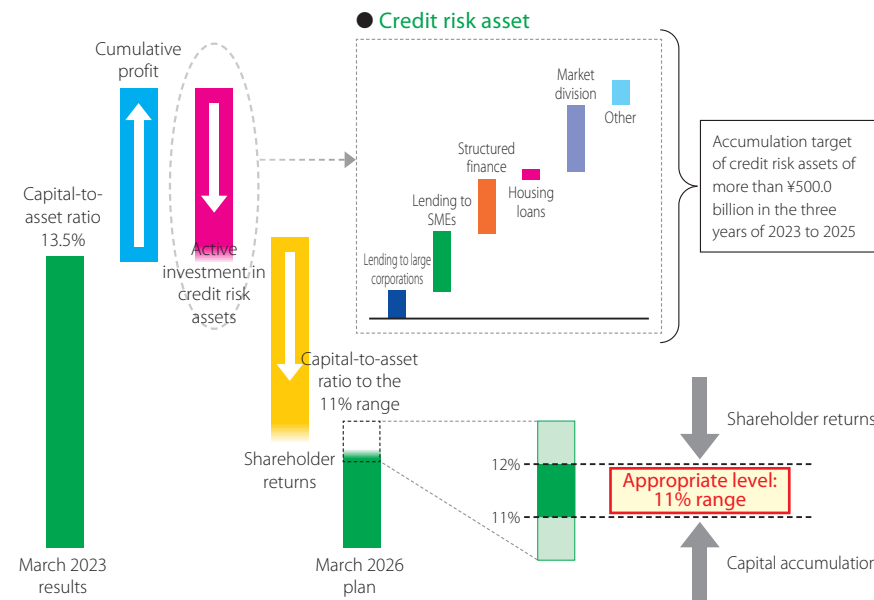 ● Credit risk asset
Cumulative
profit
Capital-to-
asset ratio
13.5%
Active
investment in
credit risk
assets
Lending to large
corporations
Lending to
SMEs
Structured
finance
Housing
loans
Market
division
Other
Accumulation target
of credit risk assets of
more than ¥500.0
billion in the three
years of 2023 to 2025
Capital-to-asset
ratio to the
11% range
Shareholder
returns
March 2023
results
March 2026
plan
12%
11%
Appropriate level:
11% range
Shareholder returns
Capital accumulation